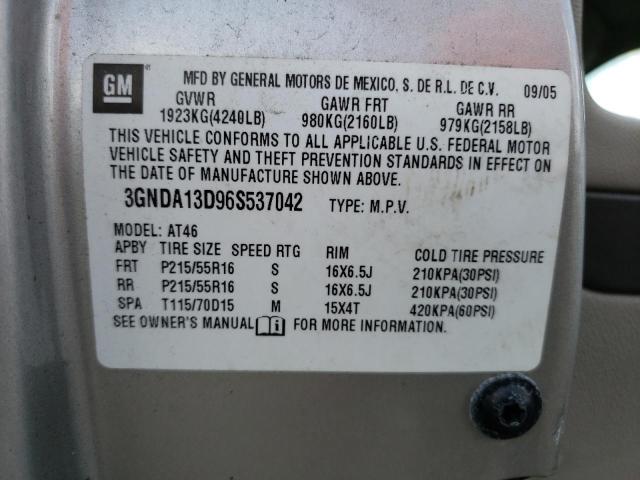 GM MFD BY GENERAL MOTORS DE MEXICO, S. DE R.L. DE C.V. 09/05
GVWR GAWR FRT GAWR RR
1923KG(4240LB) 980KG(2160LB) 979KG(2158LB)
THIS VEHICLE CONFORMS TO ALL APPLICABLE U.S. FEDERAL MOTOR
VEHICLE SAFETY AND THEFT PREVENTION STANDARDS IN EFFECT ON
THE DATE OF MANUFACTURE SHOWN ABOVE.
3GNDA13D96S537042 TYPE: M.P.V.
MODEL: AT46
APBY TIRE SIZE SPEED RTG RIM COLD TIRE PRESSURE
FRT P215/55R16 S 16X6.5J 210KPA(30PSI)
RR P215/55R16 S 16X6.5J 210KPA(30PSI)
SPA T115/70D15 M 15X4T 420KPA(60PSI)
SEE OWNER'S MANUAL FOR MORE INFORMATION.